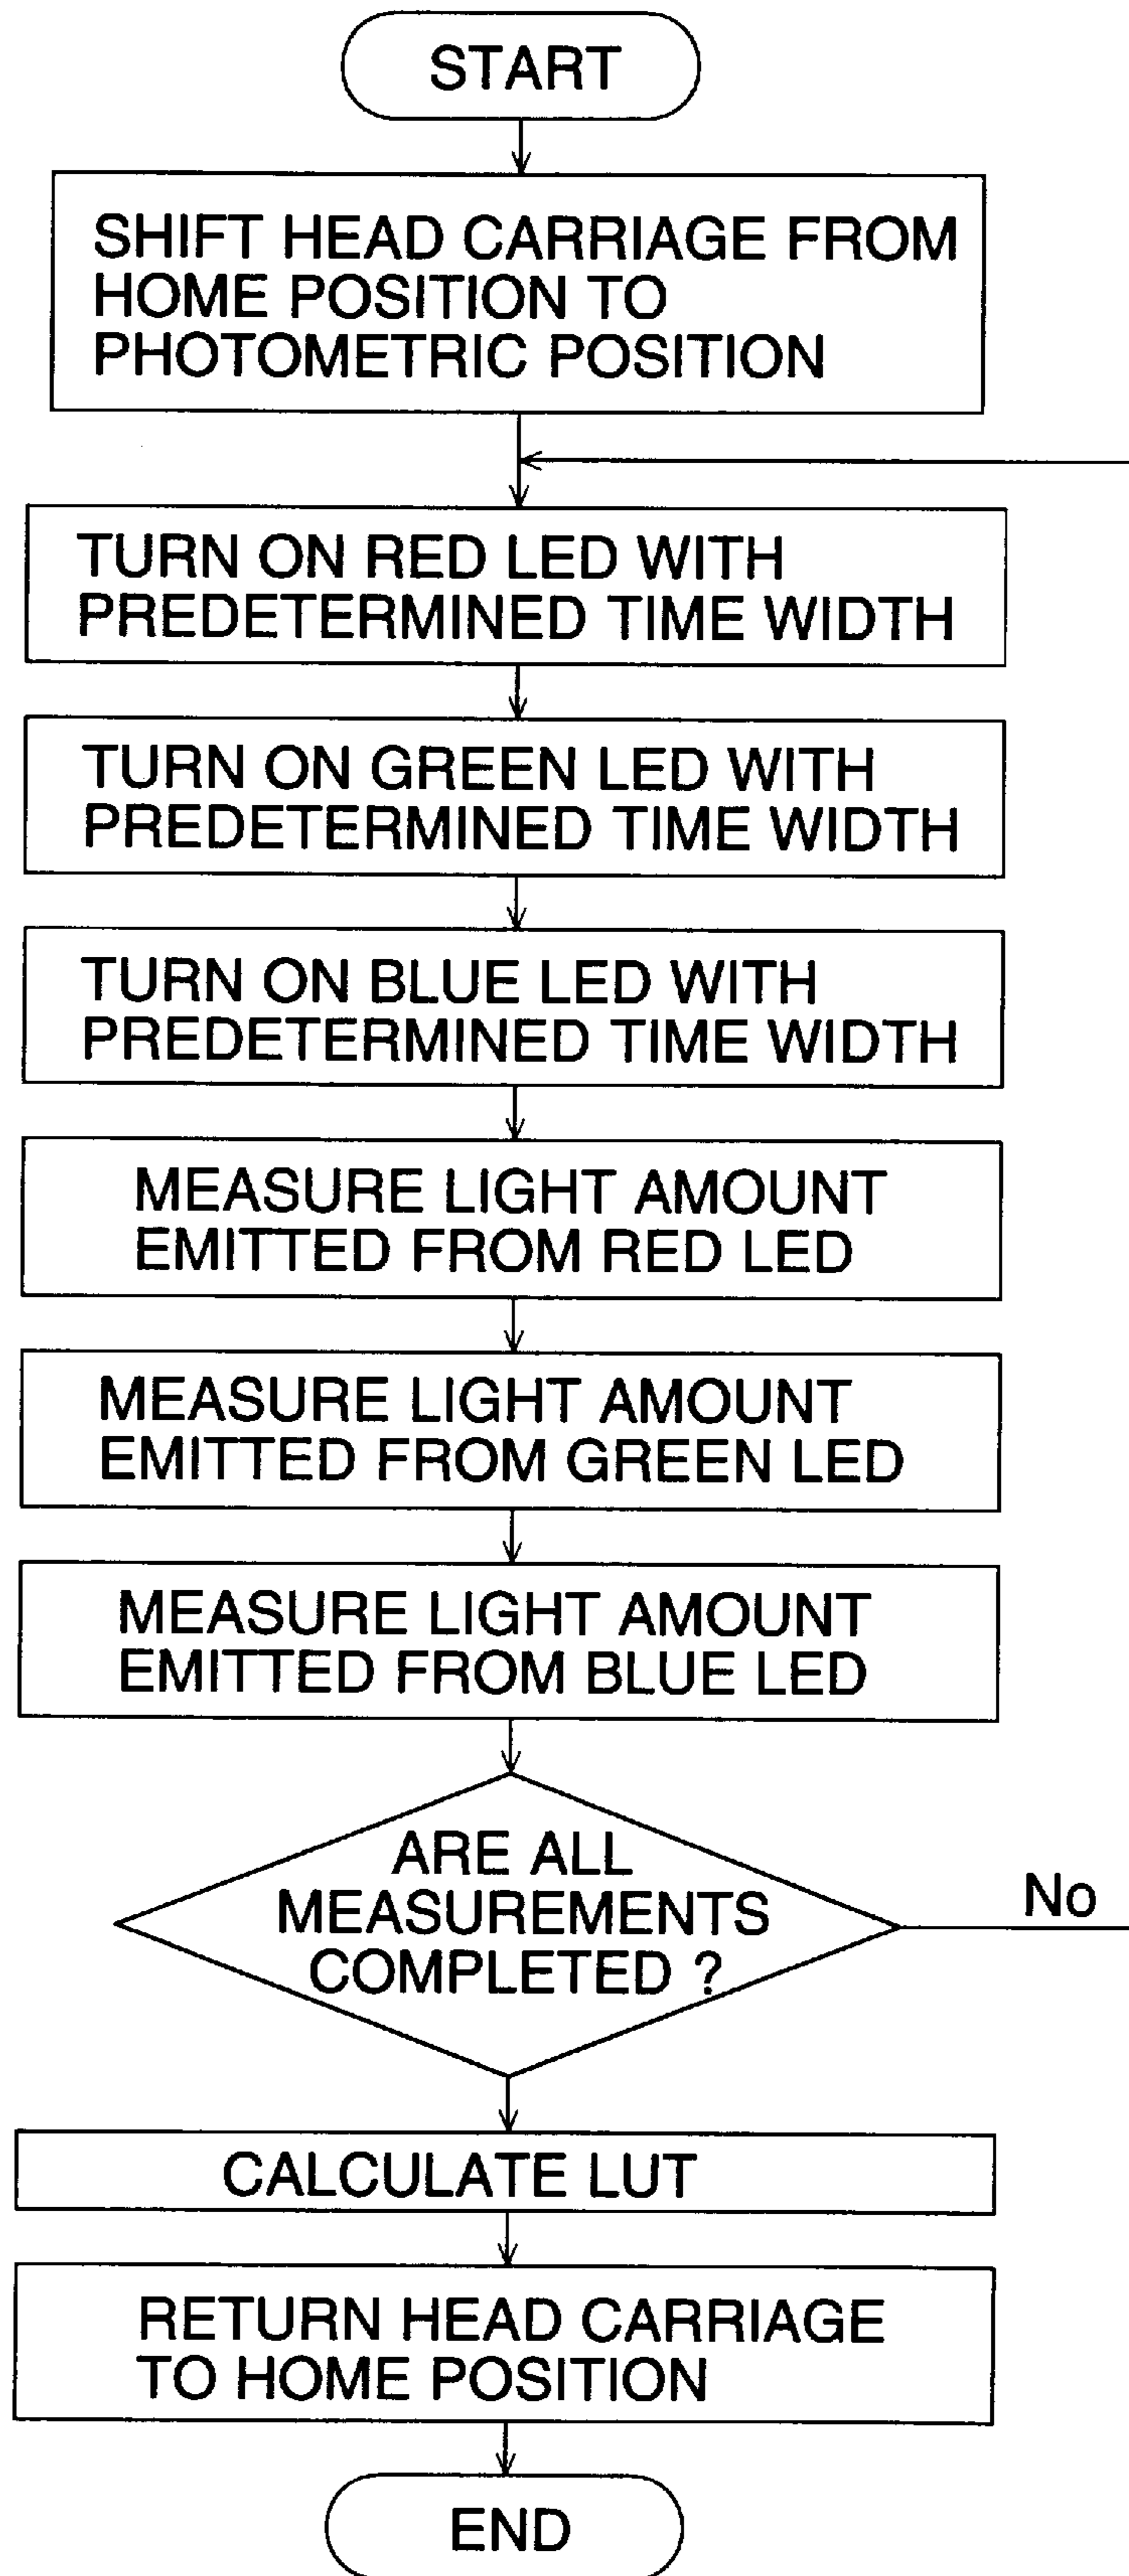 START
SHIFT HEAD CARRIAGE FROM
HOME POSITION TO
PHOTOMETRIC POSITION
TURN ON RED LED WITH
PREDETERMINED TIME WIDTH
TURN ON GREEN LED WITH
PREDETERMINED TIME WIDTH
TURN ON BLUE LED WITH
PREDETERMINED TIME WIDTH
MEASURE LIGHT AMOUNT
EMITTED FROM RED LED
MEASURE LIGHT AMOUNT
EMITTED FROM GREEN LED
MEASURE LIGHT AMOUNT
EMITTED FROM BLUE LED
ARE ALL
MEASUREMENTS
COMPLETED ?
No
CALCULATE LUT
RETURN HEAD CARRIAGE
TO HOME POSITION
END